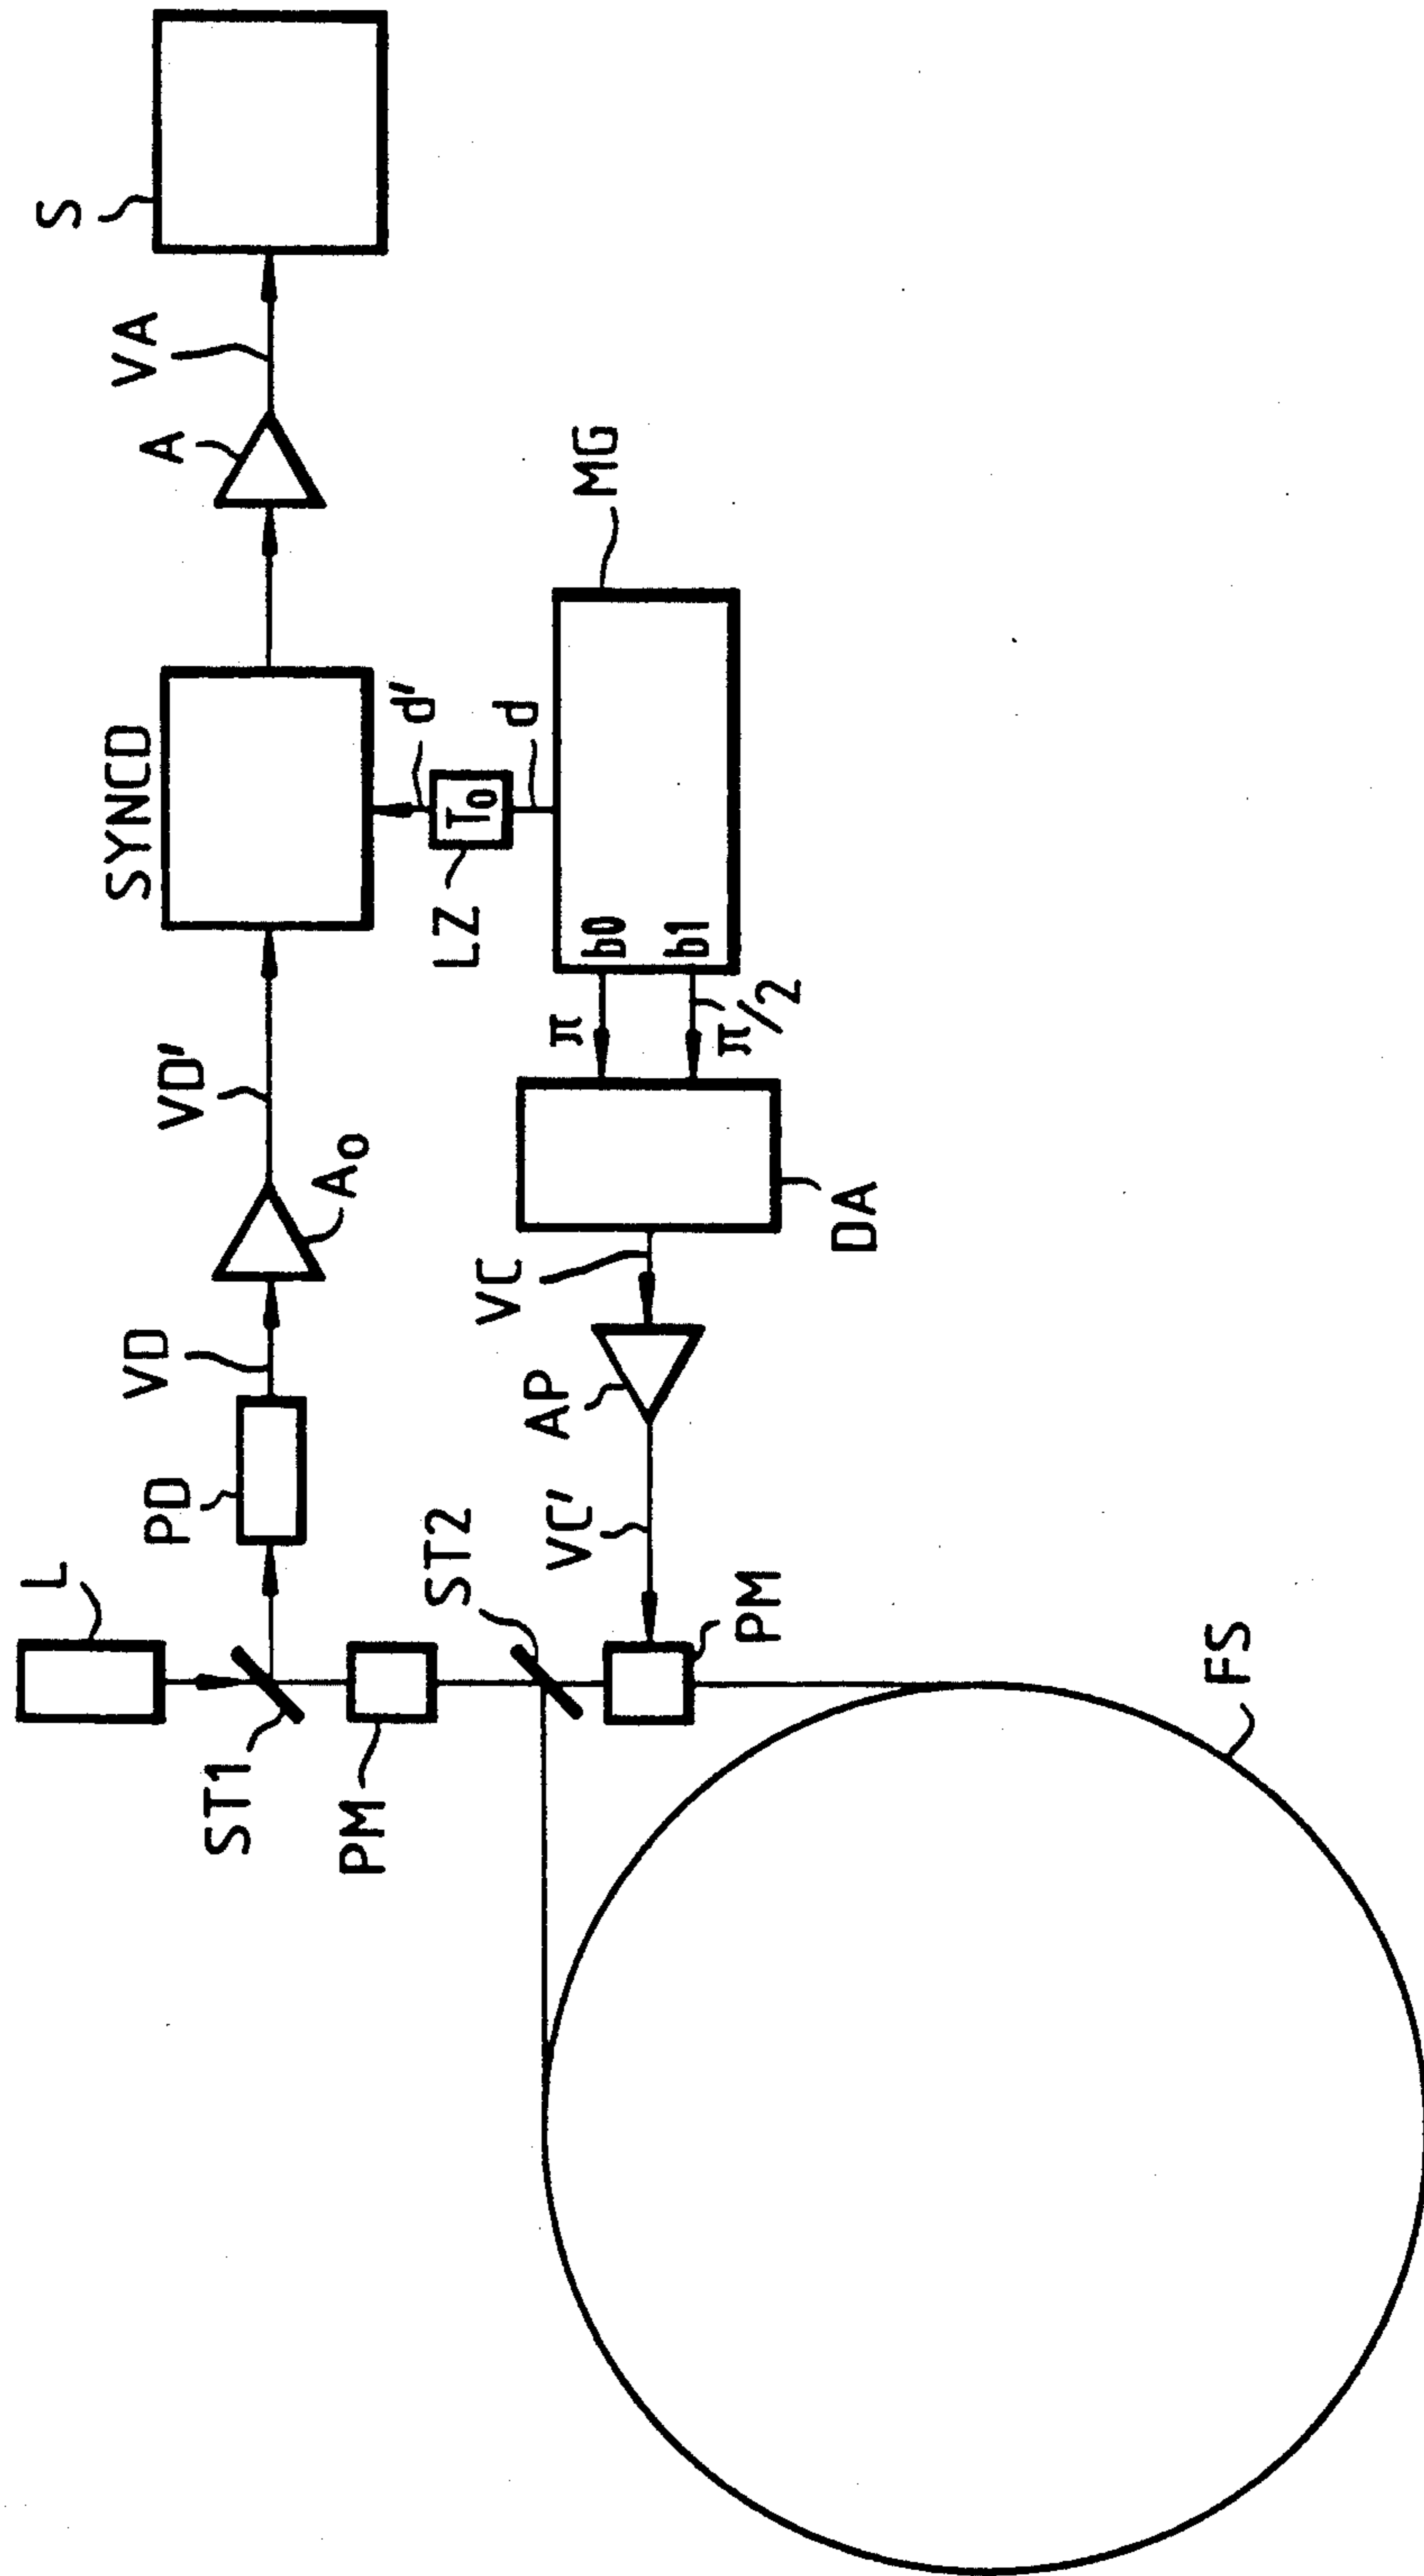 L
ST1
PM
PD
VD
A₀
VD'
SYNCD
A
VA
S
LZ
T₀
d'
d
MG
b0
b1
π
π/2
DA
VC
AP
VC'
ST2
PM
FS